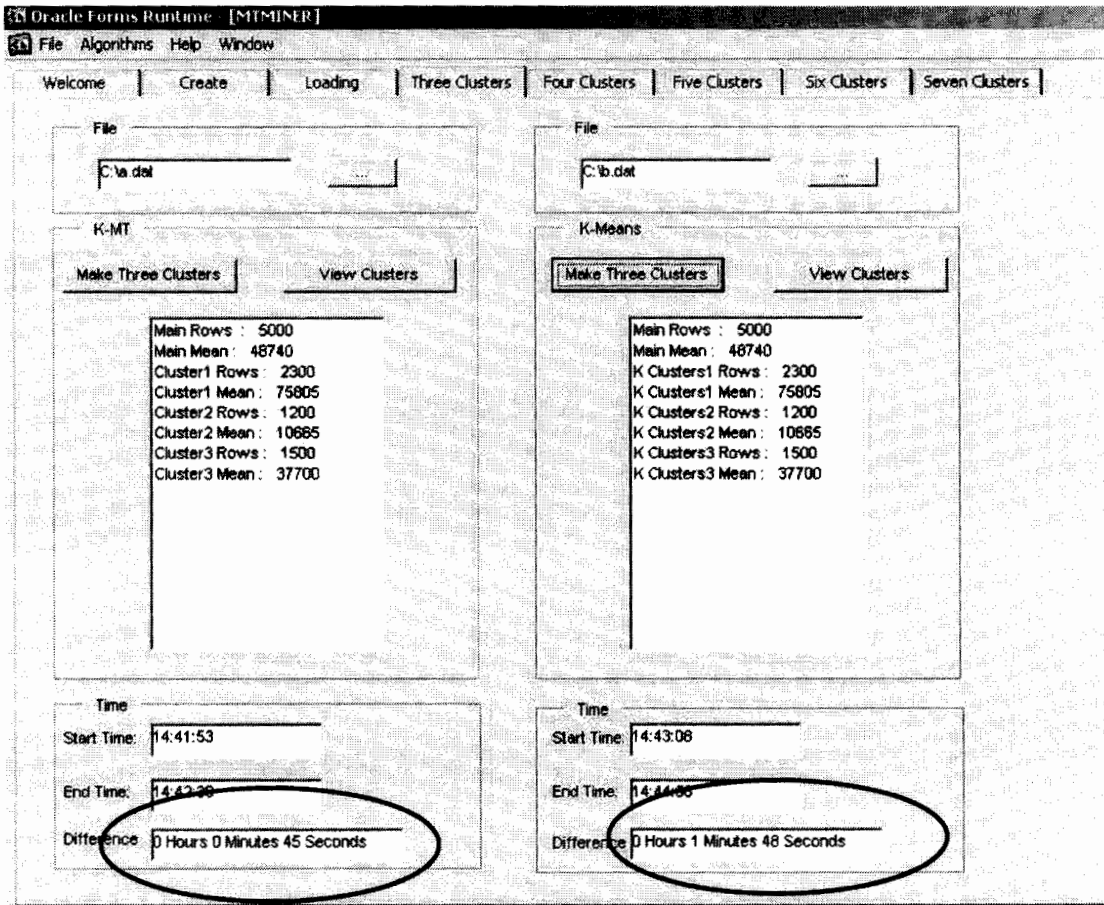 Oracle Forms Runtime - [MTMINER]
File Algorithms Help Window
Welcome Create Loading Three Clusters Four Clusters Five Clusters Six Clusters Seven Clusters
File
C:\a.dat ...
K-MT
Make Three Clusters View Clusters
Main Rows : 5000
Main Mean : 48740
Cluster1 Rows : 2300
Cluster1 Mean : 75805
Cluster2 Rows : 1200
Cluster2 Mean : 10665
Cluster3 Rows : 1500
Cluster3 Mean : 37700
Time
Start Time: 14:41:53
End Time:
Difference 0 Hours 0 Minutes 45 Seconds
File
C:\b.dat ...
K-Means
Make Three Clusters View Clusters
Main Rows : 5000
Main Mean : 48740
K Clusters1 Rows : 2300
K Clusters1 Mean : 75805
K Clusters2 Rows : 1200
K Clusters2 Mean : 10665
K Clusters3 Rows : 1500
K Clusters3 Mean : 37700
Time
Start Time 14:43:08
End Time:
Difference 0 Hours 1 Minutes 48 Seconds